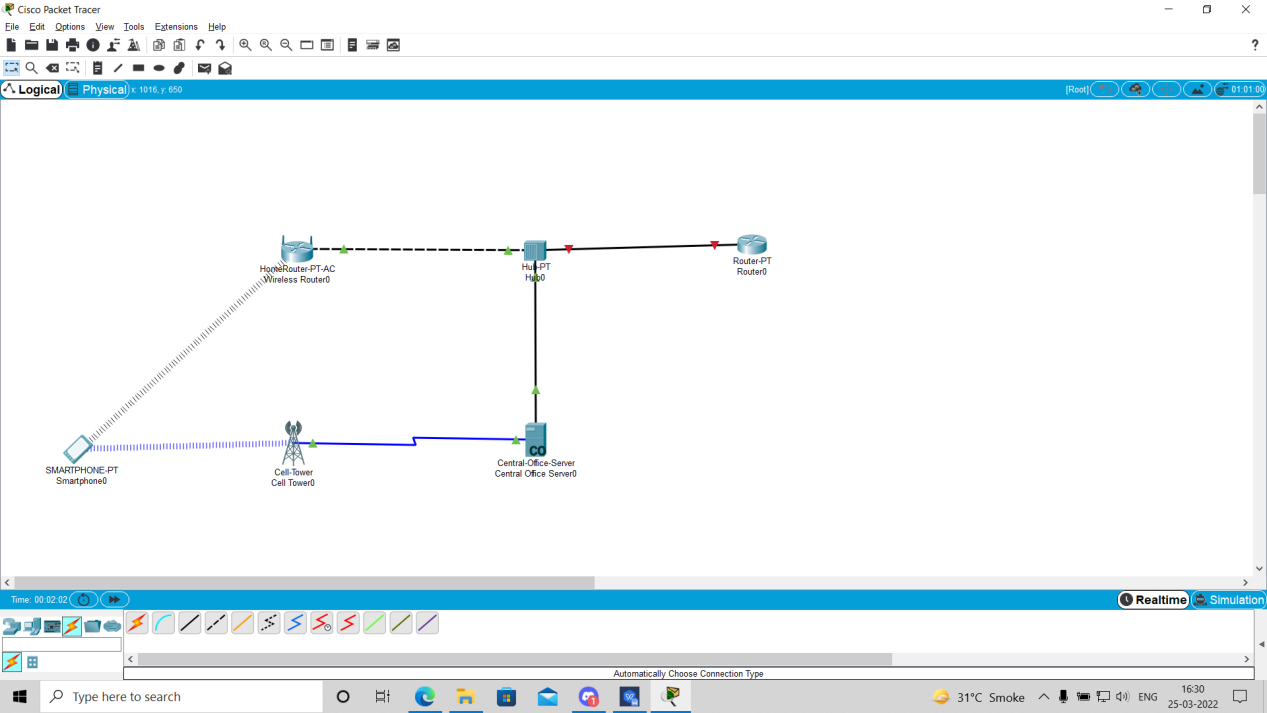 Cisco Packet Tracer
File Edit Options View Tools Extensions Help
?
Logical Physical x: 1016, y: 650 [Root] 01:01:00
HomeRouter-PT-AC
Wireless Router0
Hub-PT
Hub0
Router-PT
Router0
SMARTPHONE-PT
Smartphone0
Cell-Tower
Cell Tower0
CO
Central-Office-Server
Central Office Server0
Time: 00:02:02 Realtime Simulation
Automatically Choose Connection Type
Type here to search
1
31°C Smoke
ENG
16:30
25-03-2022